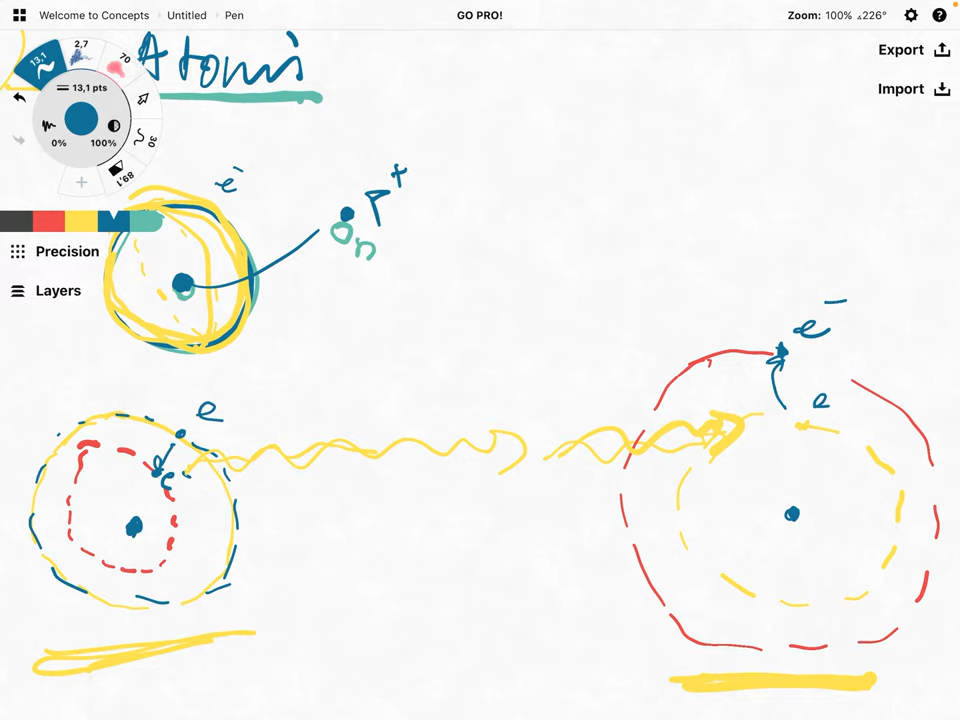 Welcome to Concepts Untitled Pen GO PRO! Zoom: 100% ⊿226°
Export
Import
13,1
2,7
70
13,1 pts
0% 100%
30
89,1
Precision
Layers
Atomi
e-
P+
n
e-
e
e
e-